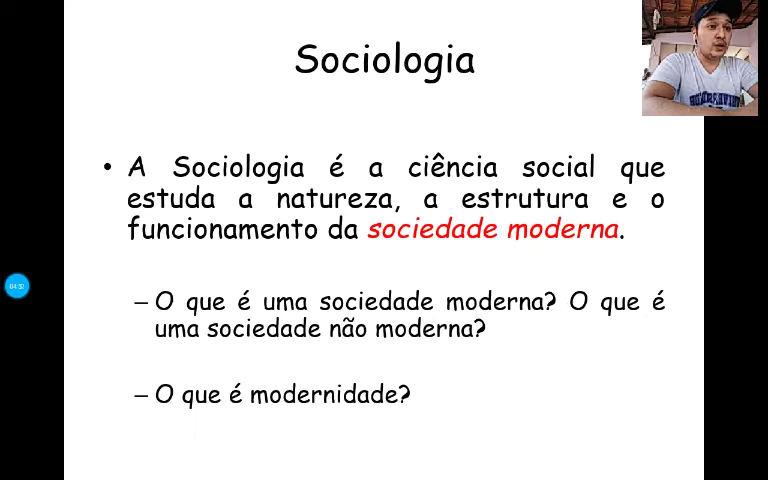 Sociologia
• A Sociologia é a ciência social que
estuda a natureza, a estrutura e o
funcionamento da sociedade moderna.
– O que é uma sociedade moderna? O que é
uma sociedade não moderna?
– O que é modernidade?